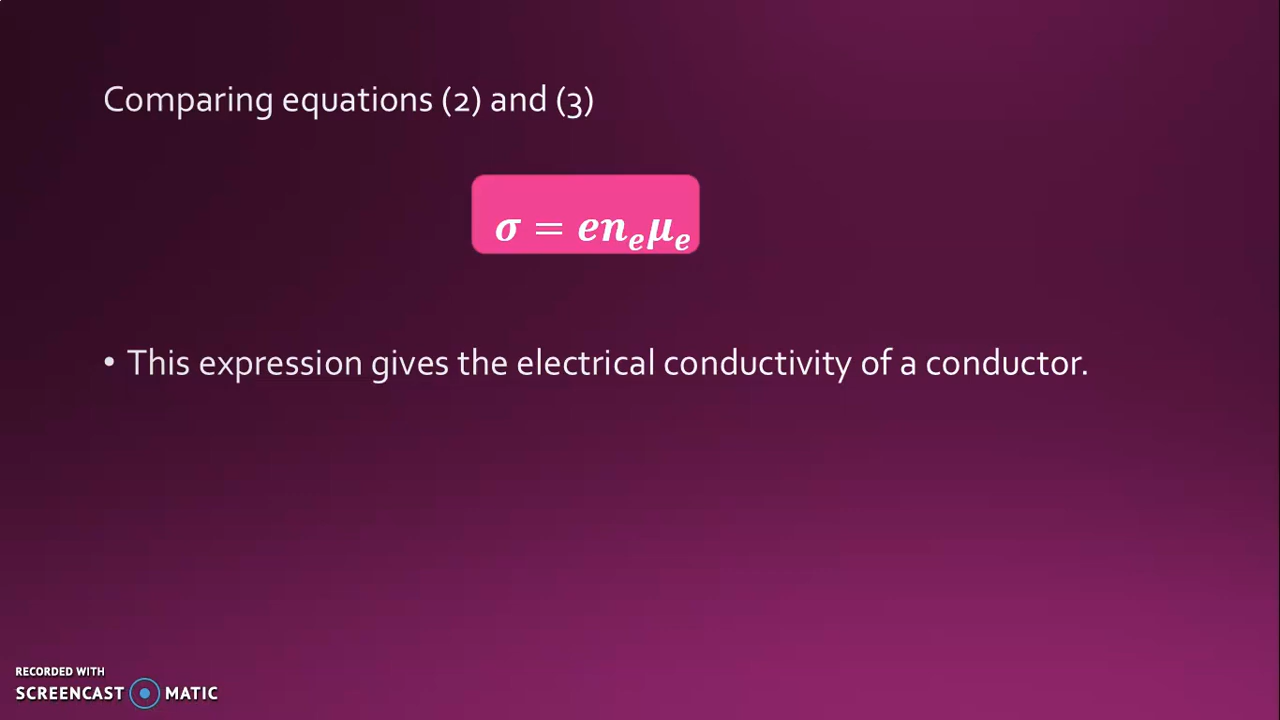 Comparing equations (2) and (3)
σ = enₑμₑ
• This expression gives the electrical conductivity of a conductor.
RECORDED WITH
SCREENCAST MATIC